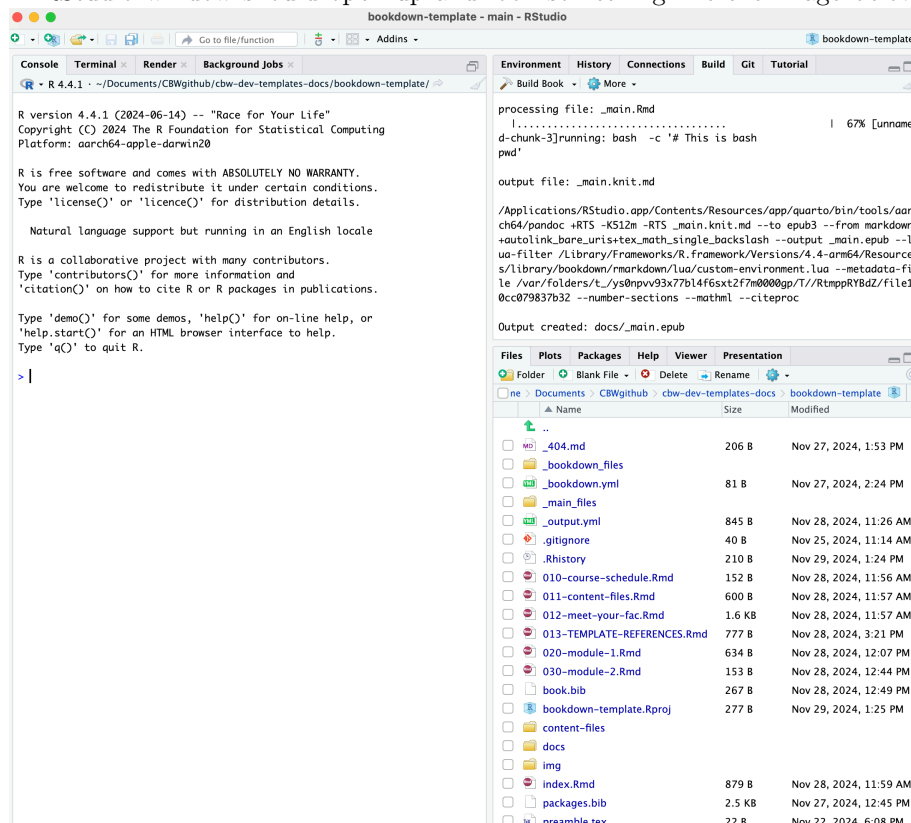 bookdown-template - main - RStudio
Go to file/function
Addins
bookdown-template
Console Terminal Render Background Jobs
R 4.4.1 · ~/Documents/CBWgithub/cbw-dev-templates-docs/bookdown-template/
R version 4.4.1 (2024-06-14) -- "Race for Your Life"
Copyright (C) 2024 The R Foundation for Statistical Computing
Platform: aarch64-apple-darwin20
R is free software and comes with ABSOLUTELY NO WARRANTY.
You are welcome to redistribute it under certain conditions.
Type 'license()' or 'licence()' for distribution details.
Natural language support but running in an English locale
R is a collaborative project with many contributors.
Type 'contributors()' for more information and
'citation()' on how to cite R or R packages in publications.
Type 'demo()' for some demos, 'help()' for on-line help, or
'help.start()' for an HTML browser interface to help.
Type 'q()' to quit R.
>
Environment History Connections Build Git Tutorial
Build Book More
processing file: _main.Rmd
|................................... | 67% [unname
d-chunk-3]running: bash -c '# This is bash
pwd'
output file: _main.knit.md
/Applications/RStudio.app/Contents/Resources/app/quarto/bin/tools/aar
ch64/pandoc +RTS -K512m -RTS _main.knit.md --to epub3 --from markdown
+autolink_bare_uris+tex_math_single_backslash --output _main.epub --l
ua-filter /Library/Frameworks/R.framework/Versions/4.4-arm64/Resource
s/library/bookdown/rmarkdown/lua/custom-environment.lua --metadata-fi
le /var/folders/t_/ys0npvv93x77bl4f6sxt2f7m0000gp/T//RtmppRYBdZ/file1
0cc079837b32 --number-sections --mathml --citeproc
Output created: docs/_main.epub
Files Plots Packages Help Viewer Presentation
Folder Blank File Delete Rename
ne > Documents > CBWgithub > cbw-dev-templates-docs > bookdown-template
Name Size Modified
..
_404.md 206 B Nov 27, 2024, 1:53 PM
_bookdown_files
_bookdown.yml 81 B Nov 27, 2024, 2:24 PM
_main_files
_output.yml 845 B Nov 28, 2024, 11:26 AM
.gitignore 40 B Nov 25, 2024, 11:14 AM
.Rhistory 210 B Nov 29, 2024, 1:24 PM
010-course-schedule.Rmd 152 B Nov 28, 2024, 11:56 AM
011-content-files.Rmd 600 B Nov 28, 2024, 11:57 AM
012-meet-your-fac.Rmd 1.6 KB Nov 28, 2024, 11:57 AM
013-TEMPLATE-REFERENCES.Rmd 777 B Nov 28, 2024, 3:21 PM
020-module-1.Rmd 634 B Nov 28, 2024, 12:07 PM
030-module-2.Rmd 153 B Nov 28, 2024, 12:44 PM
book.bib 267 B Nov 28, 2024, 12:49 PM
bookdown-template.Rproj 277 B Nov 29, 2024, 1:25 PM
content-files
docs
img
index.Rmd 879 B Nov 28, 2024, 11:59 AM
packages.bib 2.5 KB Nov 27, 2024, 12:45 PM
preamble.tex 22 B Nov 22, 2024, 6:08 PM